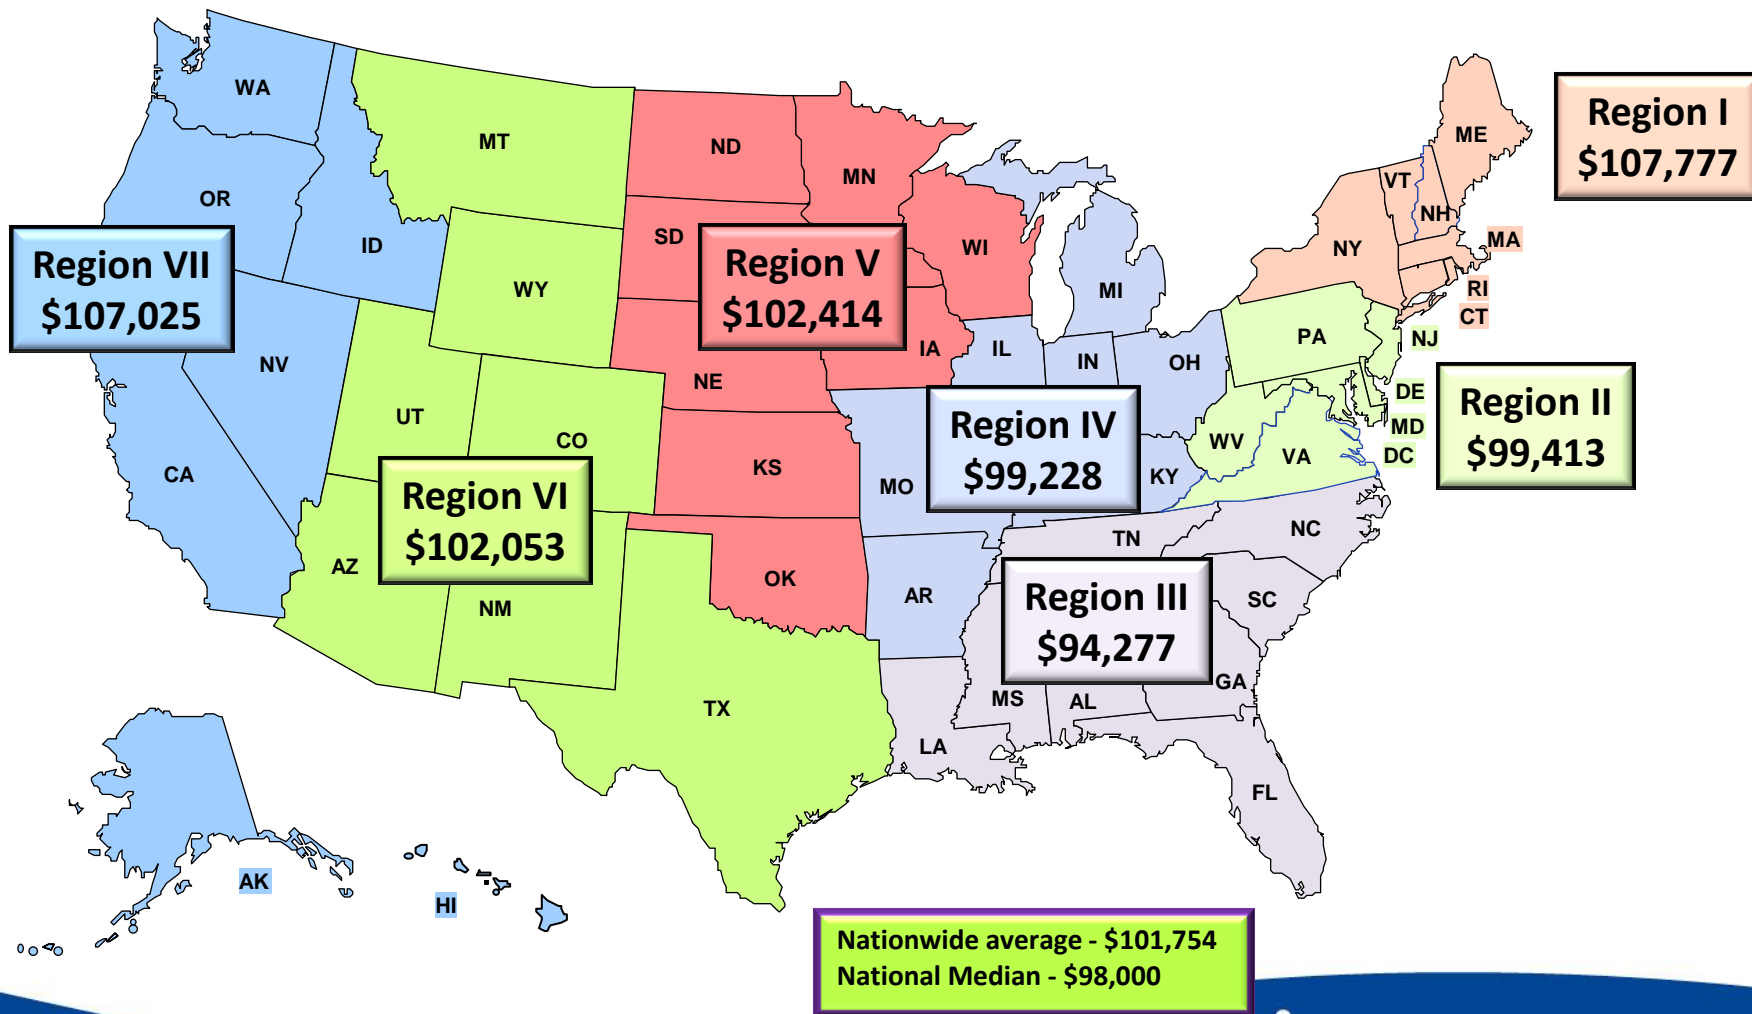 WA
MT
ND
MN
ME
VT
NH
OR
ID
SD
WI
NY
MA
WY
MI
RI
CT
NV
UT
CO
NE
IA
IL
IN
OH
PA
NJ
DE
MD
DC
CA
KS
MO
KY
WV
VA
AZ
NM
OK
AR
TN
NC
SC
TX
LA
MS
AL
GA
FL
AK
HI
Region I
$107,777
Region VII
$107,025
Region V
$102,414
Region II
$99,413
Region IV
$99,228
Region VI
$102,053
Region III
$94,277
Nationwide average - $101,754
National Median - $98,000